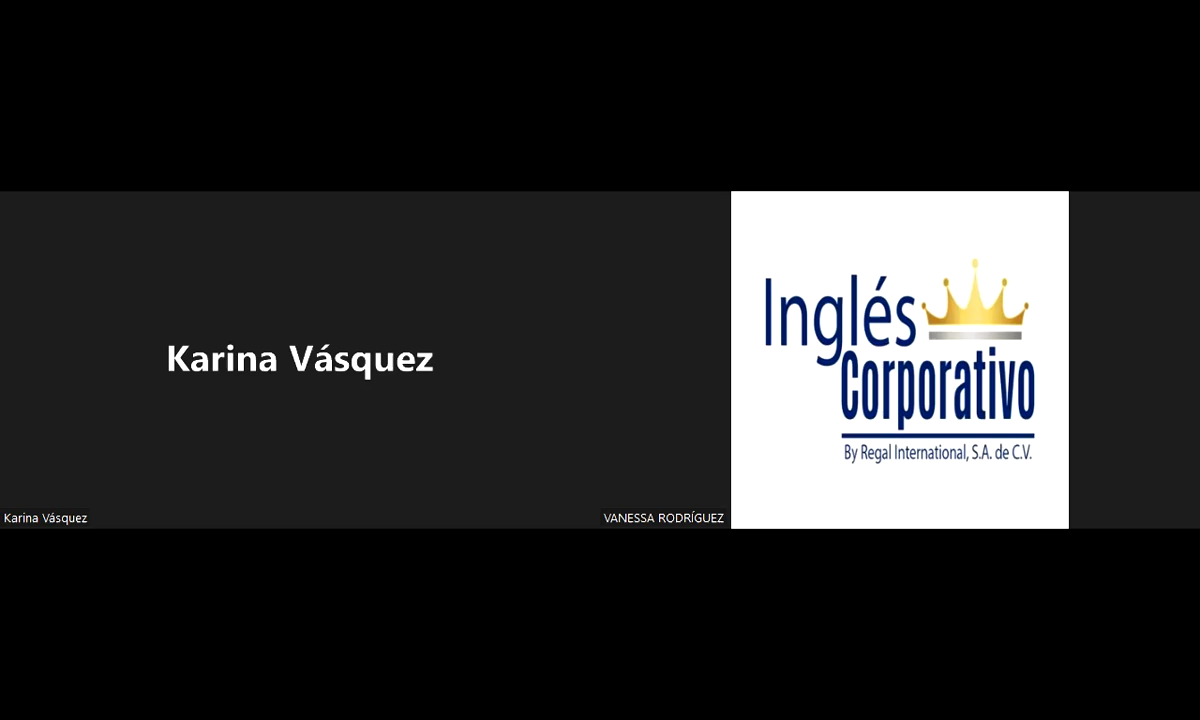 Karina Vásquez
Karina Vásquez
VANESSA RODRÍGUEZ
Inglés
Corporativo
By Regal International, S.A. de C.V.